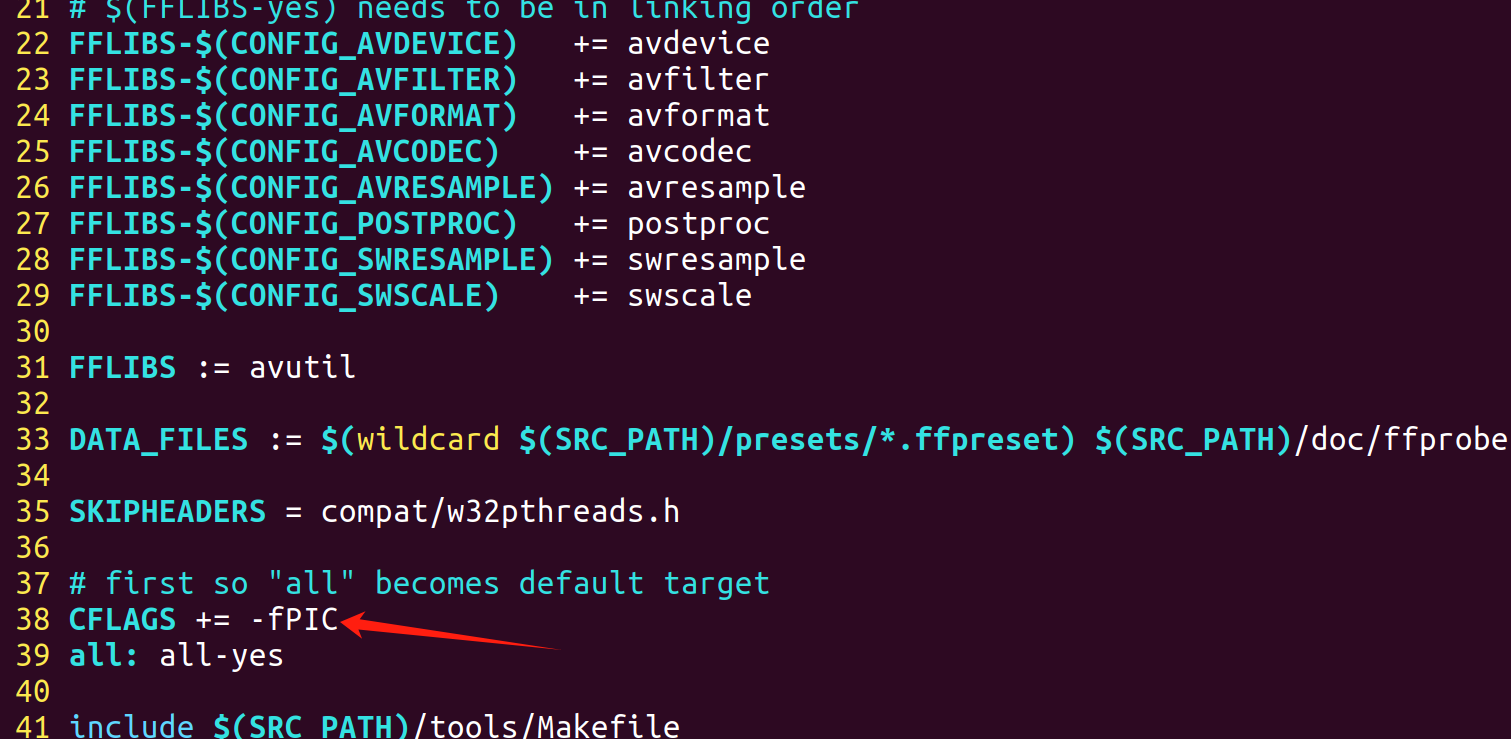 21 # $(FFLIBS-yes) needs to be in linking order
22 FFLIBS-$(CONFIG_AVDEVICE)   += avdevice
23 FFLIBS-$(CONFIG_AVFILTER)   += avfilter
24 FFLIBS-$(CONFIG_AVFORMAT)   += avformat
25 FFLIBS-$(CONFIG_AVCODEC)    += avcodec
26 FFLIBS-$(CONFIG_AVRESAMPLE) += avresample
27 FFLIBS-$(CONFIG_POSTPROC)   += postproc
28 FFLIBS-$(CONFIG_SWRESAMPLE) += swresample
29 FFLIBS-$(CONFIG_SWSCALE)    += swscale
30
31 FFLIBS := avutil
32
33 DATA_FILES := $(wildcard $(SRC_PATH)/presets/*.ffpreset) $(SRC_PATH)/doc/ffprobe
34
35 SKIPHEADERS = compat/w32pthreads.h
36
37 # first so "all" becomes default target
38 CFLAGS += -fPIC
39 all: all-yes
40
41 include $(SRC_PATH)/tools/Makefile